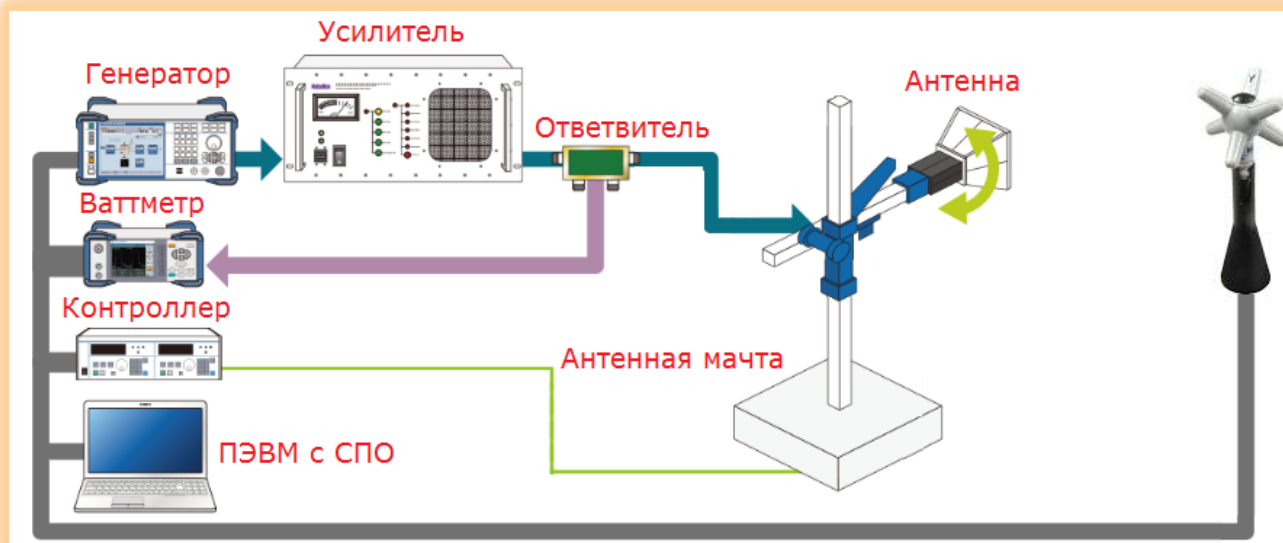 Усилитель
Генератор
Антенна
Ответвитель
Ваттметр
Контроллер
Антенная мачта
ПЭВМ с СПО